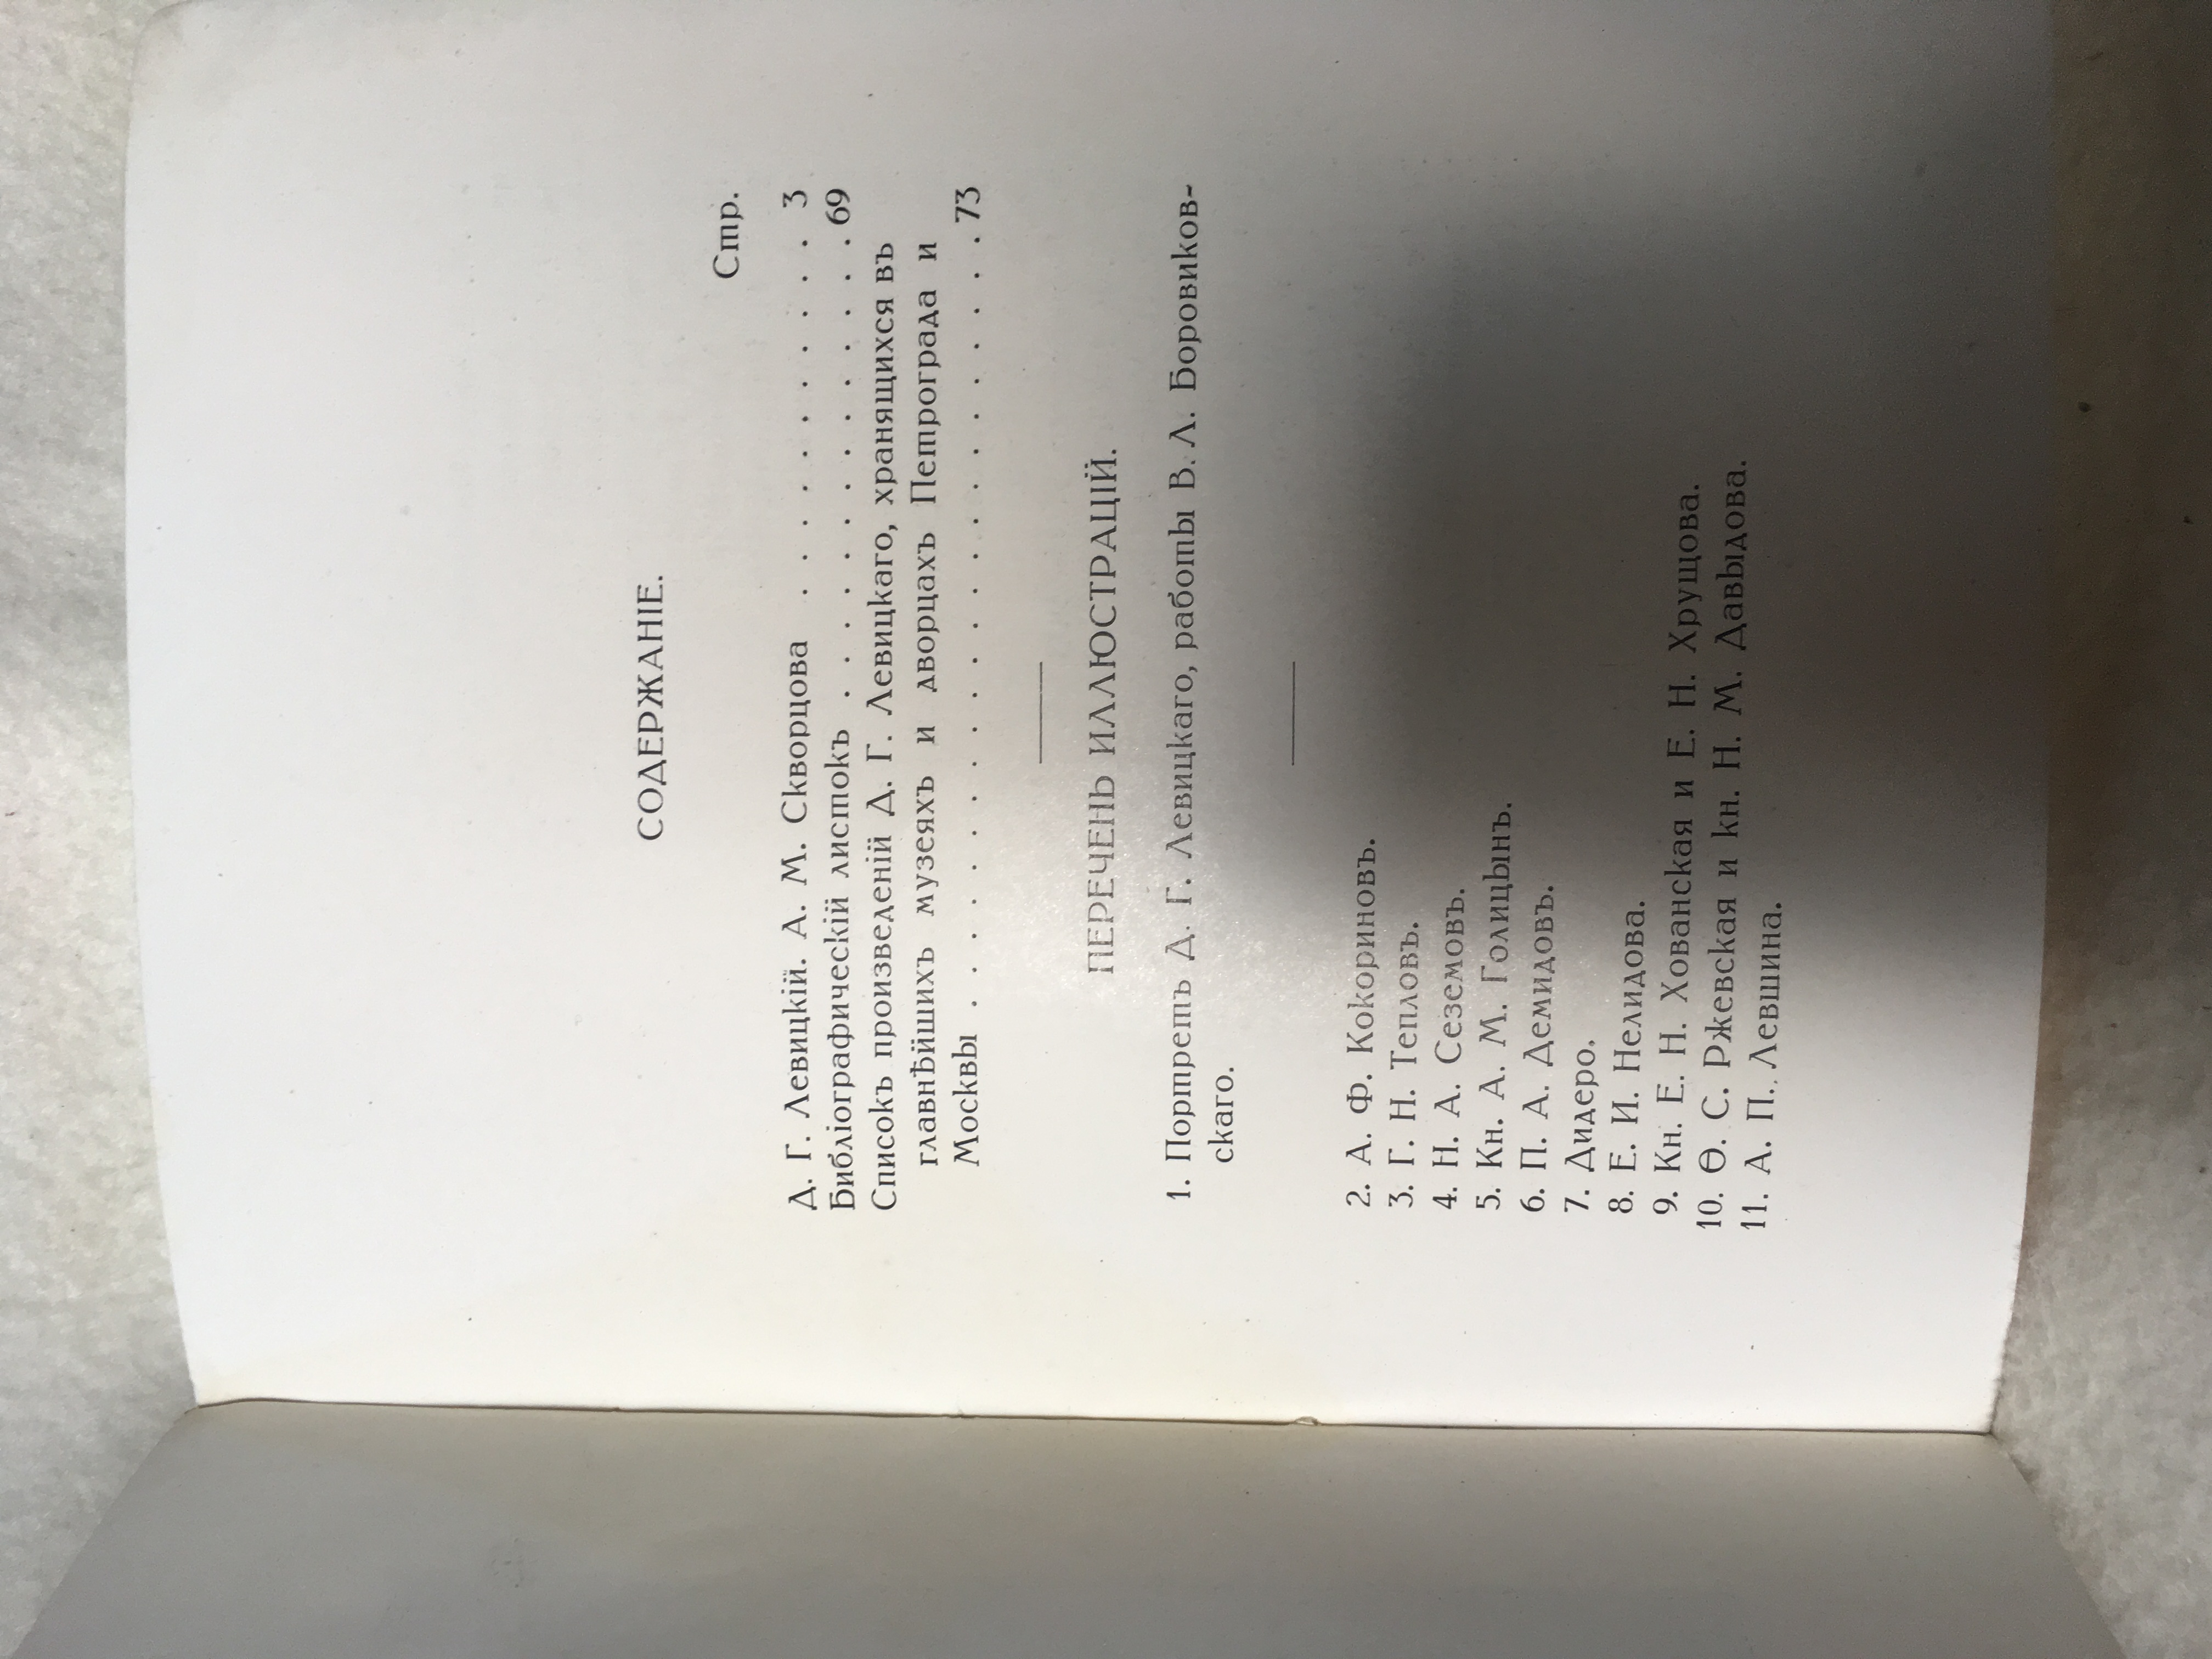 СОДЕРЖАНІЕ.
Стр.
Д. Г. Левицкій. А. М. Скворцова . . . . . . . . . . . 3
Библіографическій листокъ . . . . . . . . . . . . . . 69
Списокъ произведеній Д. Г. Левицкаго, хранящихся въ
главнѣйшихъ музеяхъ и дворцахъ Петрограда и
Москвы . . . . . . . . . . . . . . . . . . . . . . . 73
ПЕРЕЧЕНЬ ИЛЛЮСТРАЦІЙ.
1. Портретъ Д. Г. Левицкаго, работы В. Л. Боровиков-
скаго.
2. А. Ф. Кокориновъ.
3. Г. Н. Тепловъ.
4. Н. А. Сеземовъ.
5. Кн. А. М. Голицынъ.
6. П. А. Демидовъ.
7. Дидеро.
8. Е. И. Нелидова.
9. Кн. Е. Н. Хованская и Е. Н. Хрущова.
10. Ѳ. С. Ржевская и кн. Н. М. Давыдова.
11. А. П. Левшина.